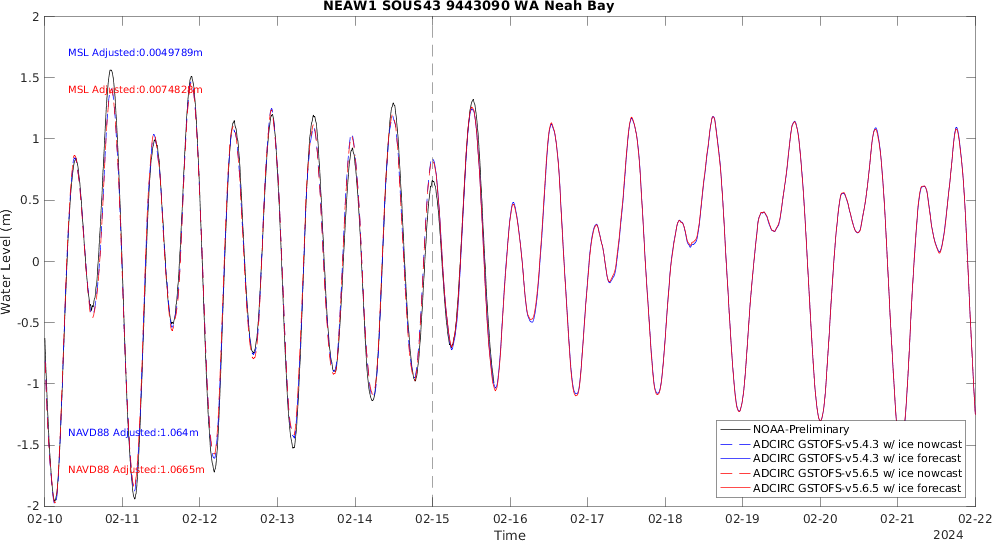 NEAW1 SOUS43 9443090 WA Neah Bay
2
1.5
1
0.5
0
-0.5
-1
-1.5
-2
Water Level (m)
MSL Adjusted:0.0049789m
MSL Adjusted:0.0074828m
NAVD88 Adjusted:1.064m
NAVD88 Adjusted:1.0665m
NOAA-Preliminary
ADCIRC GSTOFS-v5.4.3 w/ ice nowcast
ADCIRC GSTOFS-v5.4.3 w/ ice forecast
ADCIRC GSTOFS-v5.6.5 w/ ice nowcast
ADCIRC GSTOFS-v5.6.5 w/ ice forecast
02-10 02-11 02-12 02-13 02-14 02-15 02-16 02-17 02-18 02-19 02-20 02-21 02-22
Time
2024